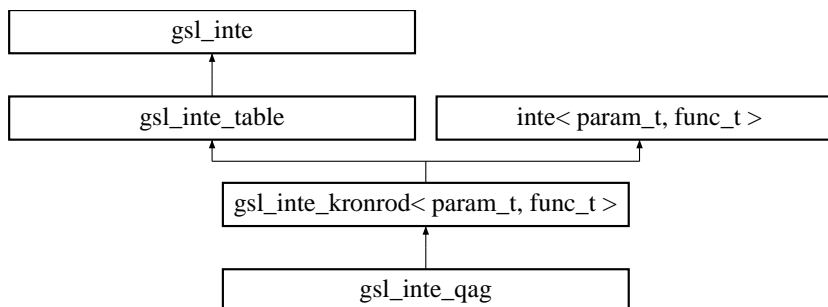 gsl_inte
gsl_inte_table
inte< param_t, func_t >
gsl_inte_kronrod< param_t, func_t >
gsl_inte_qag